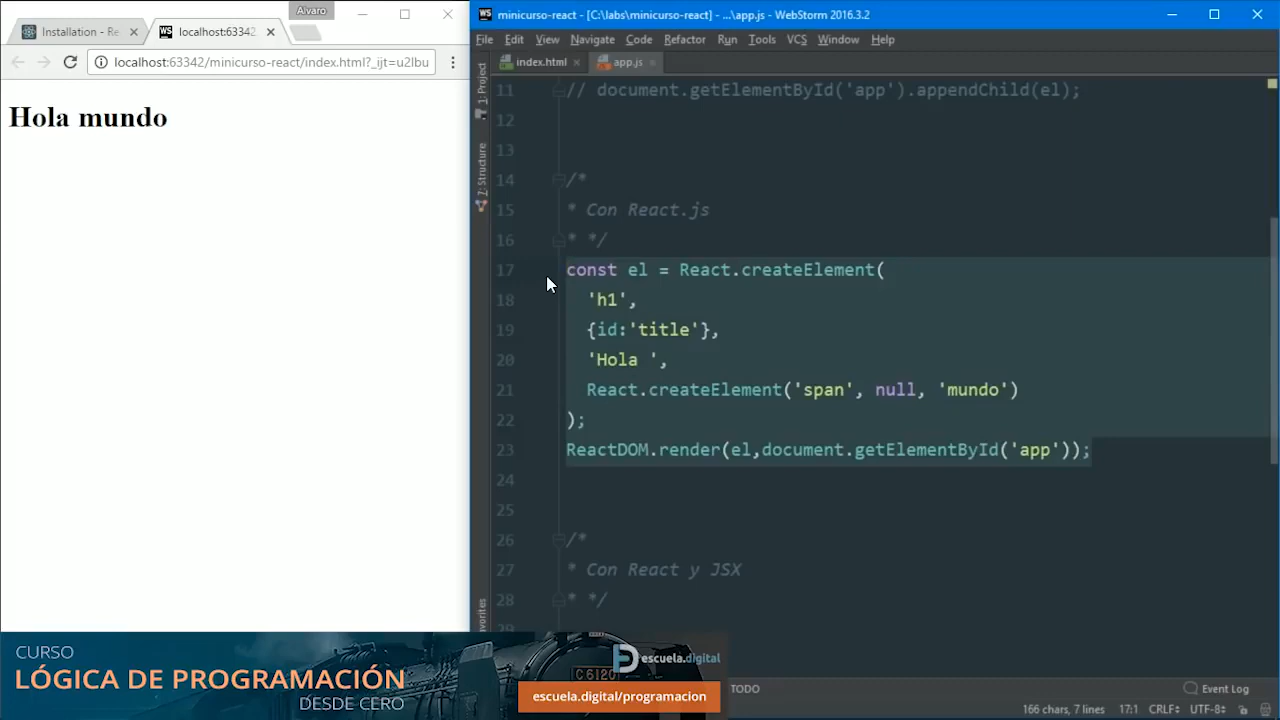 Alvaro
Installation - Re
localhost:63342
localhost:63342/minicurso-react/index.html?_ijt=u2lbu
Hola mundo
WS
minicurso-react - [C:\labs\minicurso-react] - ...\app.js - WebStorm 2016.3.2
File Edit View Navigate Code Refactor Run Tools VCS Window Help
index.html
app.js
1: Project
7: Structure
Favorites
11 // document.getElementById('app').appendChild(el);
12
13
14 /*
15 * Con React.js
16 * */
17 const el = React.createElement(
18 'h1',
19 {id:'title'},
20 'Hola ',
21 React.createElement('span', null, 'mundo')
22 );
23 ReactDOM.render(el,document.getElementById('app'));
24
25
26 /*
27 * Con React y JSX
28 * */
29
CURSO
LÓGICA DE PROGRAMACIÓN
DESDE CERO
C6120
escuela.digital
escuela.digital/programacion
TODO
Event Log
166 chars, 7 lines 17:1 CRLF÷ UTF-8÷